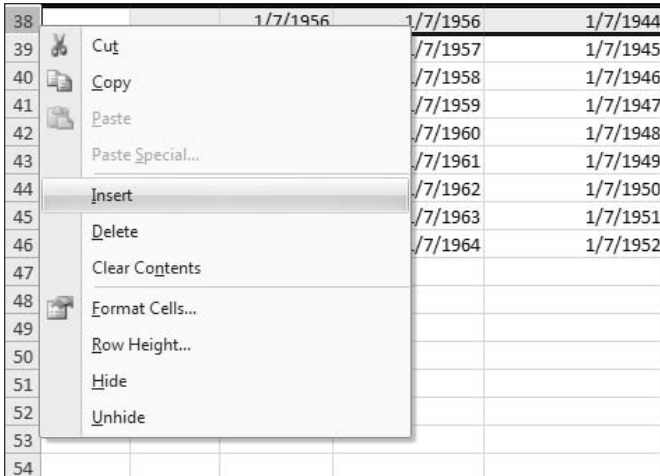 38 1/7/1956 1/7/1956 1/7/1944
39 Cut /7/1957 1/7/1945
40 Copy /7/1958 1/7/1946
41 Paste /7/1959 1/7/1947
42 /7/1960 1/7/1948
43 Paste Special... /7/1961 1/7/1949
44 Insert /7/1962 1/7/1950
45 Delete /7/1963 1/7/1951
46 /7/1964 1/7/1952
47 Clear Contents
48 Format Cells...
49
50 Row Height...
51 Hide
52 Unhide
53
54